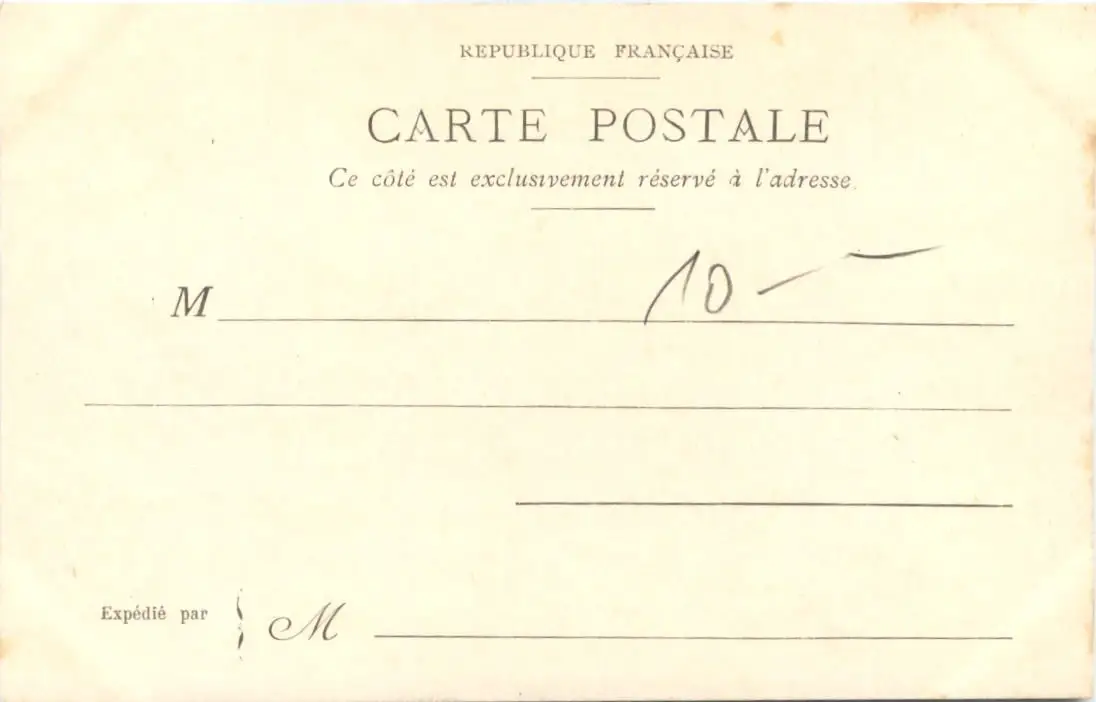 REPUBLIQUE FRANÇAISE
CARTE POSTALE
Ce côté est exclusivement réservé à l'adresse.
M
10 -
Expédié par } M